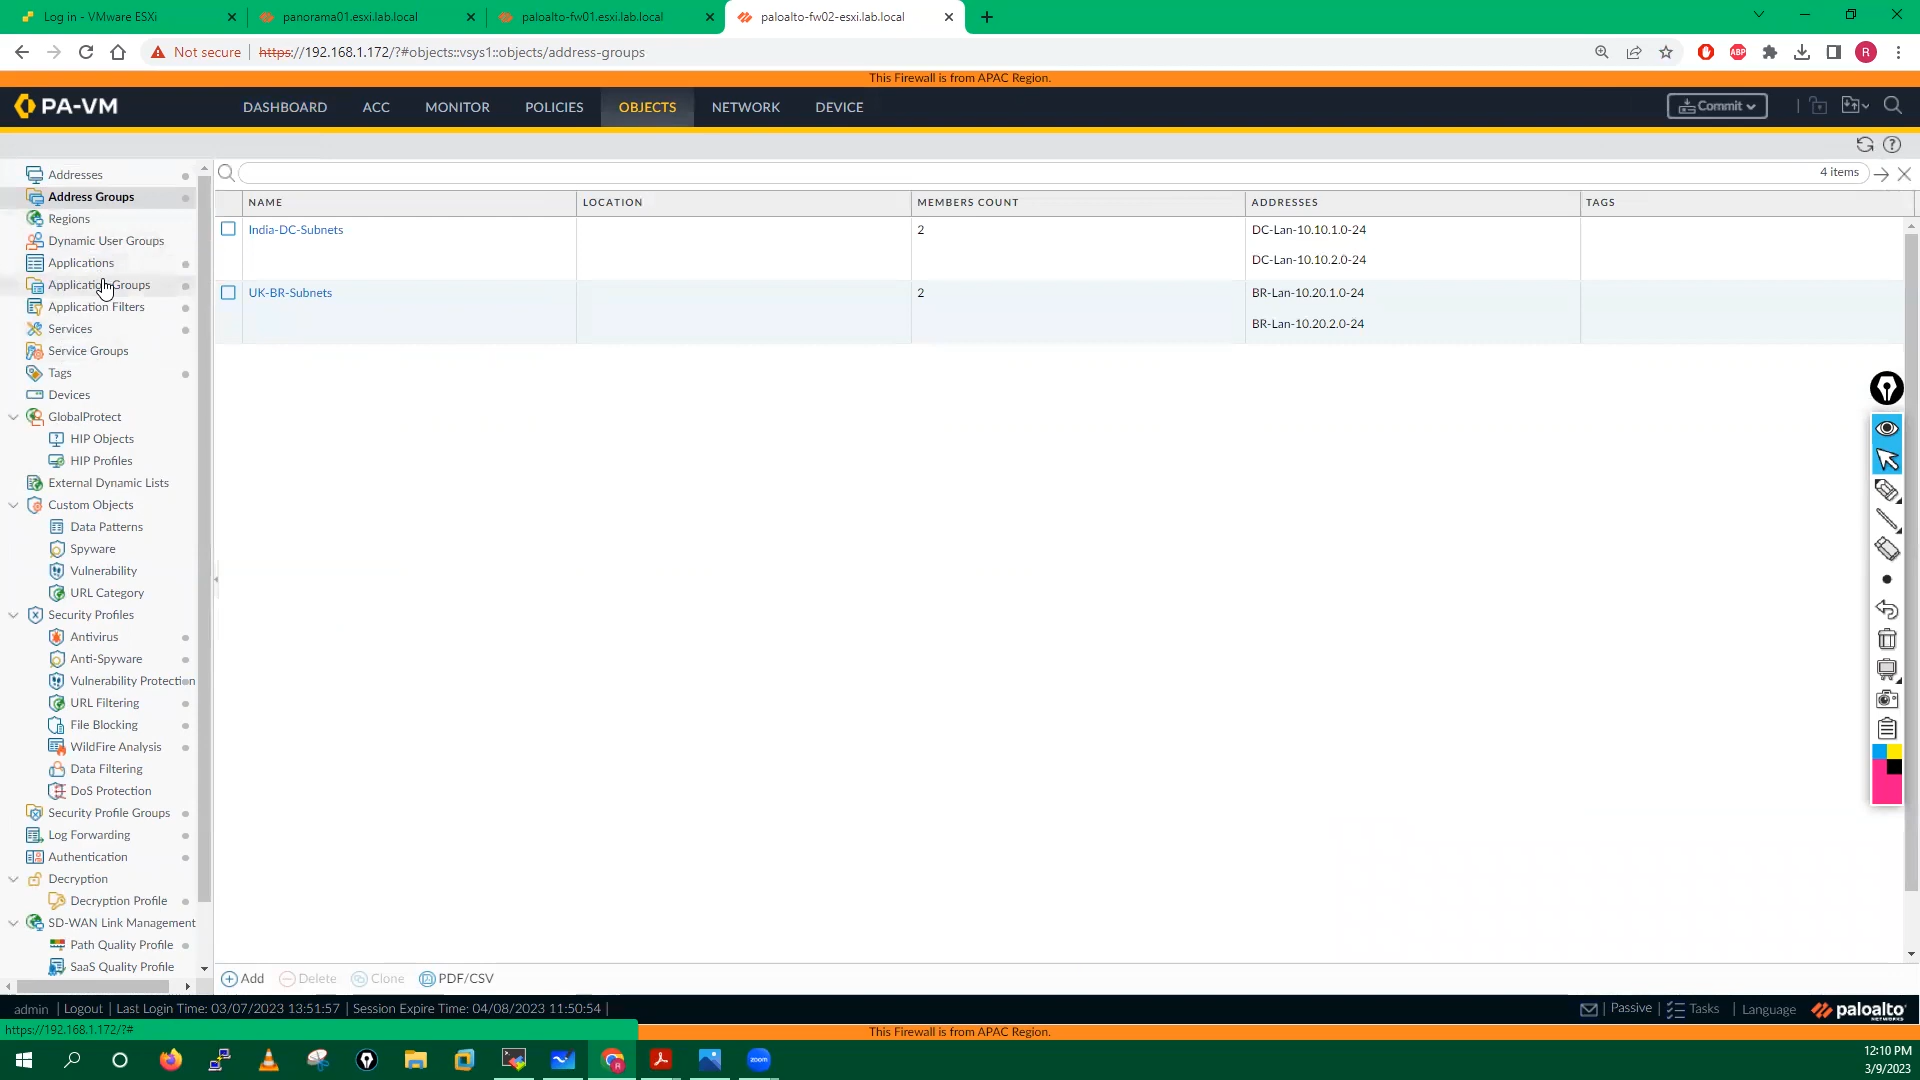 Log in - VMware ESXi
panorama01.esxi.lab.local
paloalto-fw01.esxi.lab.local
paloalto-fw02-esxi.lab.local
Not secure
https://192.168.1.172/?#objects::vsys1::objects/address-groups
ABP
R
This Firewall is from APAC Region.
PA-VM
DASHBOARD
ACC
MONITOR
POLICIES
OBJECTS
NETWORK
DEVICE
Commit
Addresses
Address Groups
Regions
Dynamic User Groups
Applications
Application Groups
Application Filters
Services
Service Groups
Tags
Devices
GlobalProtect
HIP Objects
HIP Profiles
External Dynamic Lists
Custom Objects
Data Patterns
Spyware
Vulnerability
URL Category
Security Profiles
Antivirus
Anti-Spyware
Vulnerability Protection
URL Filtering
File Blocking
WildFire Analysis
Data Filtering
DoS Protection
Security Profile Groups
Log Forwarding
Authentication
Decryption
Decryption Profile
SD-WAN Link Management
Path Quality Profile
SaaS Quality Profile
4 items
NAME
LOCATION
MEMBERS COUNT
ADDRESSES
TAGS
India-DC-Subnets
2
DC-Lan-10.10.1.0-24
DC-Lan-10.10.2.0-24
UK-BR-Subnets
2
BR-Lan-10.20.1.0-24
BR-Lan-10.20.2.0-24
Add
Delete
Clone
PDF/CSV
admin | Logout | Last Login Time: 03/07/2023 13:51:57 | Session Expire Time: 04/08/2023 11:50:54 |
Passive
Tasks
Language
paloalto
NETWORKS
https://192.168.1.172/?#
This Firewall is from APAC Region.
zoom
12:10 PM
3/9/2023